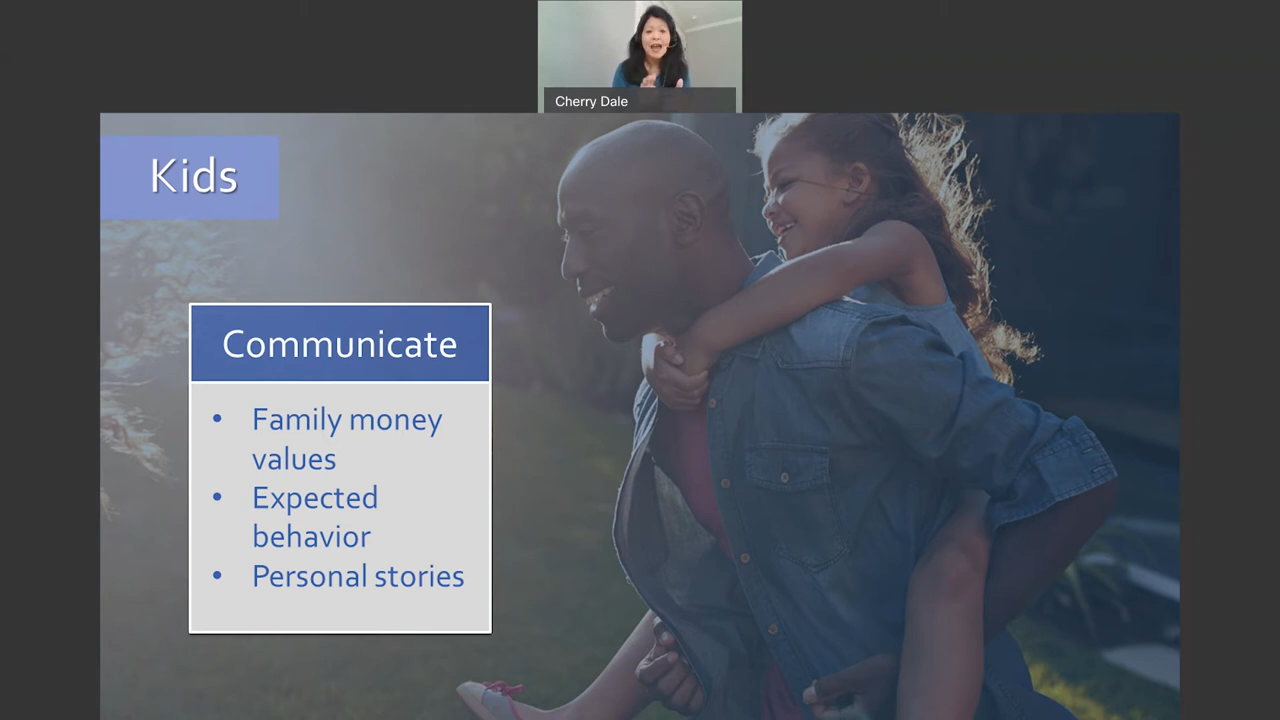 Cherry Dale
Kids
Communicate
• Family money
values
• Expected
behavior
• Personal stories